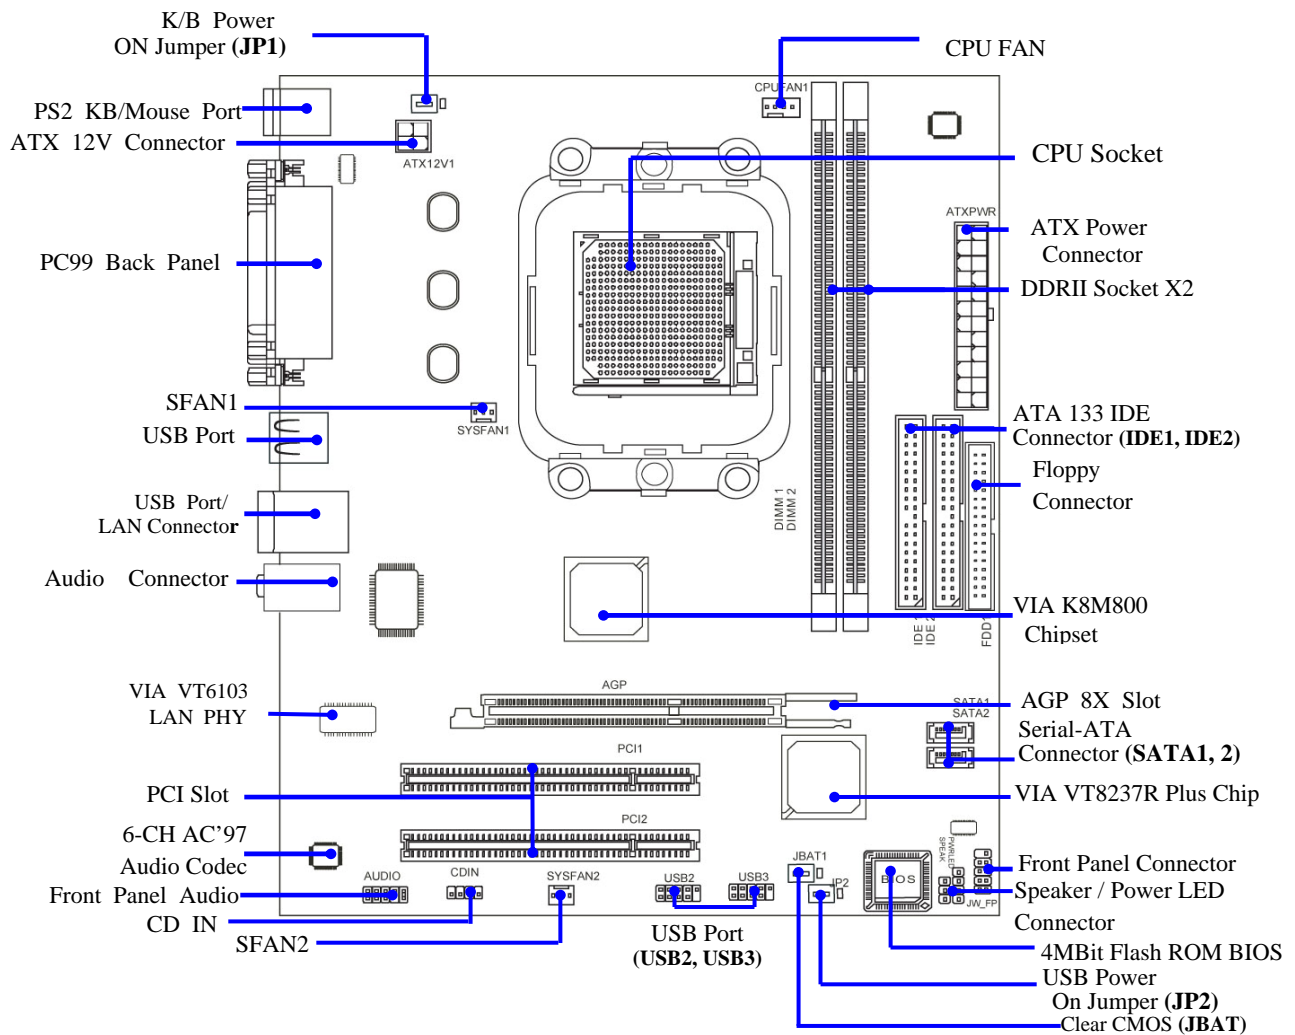 K/B Power
ON Jumper (JP1)
CPU FAN
CPUFAN1
PS2 KB/Mouse Port
ATX 12V Connector
ATX12V1
CPU Socket
ATXPWR
ATX Power
Connector
PC99 Back Panel
DDRII Socket X2
SFAN1
SYSFAN1
USB Port
ATA 133 IDE
Connector (IDE1, IDE2)
Floppy
Connector
USB Port/
LAN Connector
DIMM 1
DIMM 2
Audio Connector
VIA K8M800
Chipset
IDE 1
IDE 2
FDD1
VIA VT6103
LAN PHY
AGP
AGP 8X Slot
SATA1
SATA2
Serial-ATA
Connector (SATA1, 2)
PCI1
PCI Slot
VIA VT8237R Plus Chip
PCI2
6-CH AC’97
Audio Codec
PWRLED
SPEAK
JBAT1
Front Panel Connector
AUDIO
CDIN
SYSFAN2
USB2
USB3
JP2
BIOS
Front Panel Audio
Speaker / Power LED
Connector
JW_FP
CD IN
SFAN2
USB Port
(USB2, USB3)
4MBit Flash ROM BIOS
USB Power
On Jumper (JP2)
Clear CMOS (JBAT)